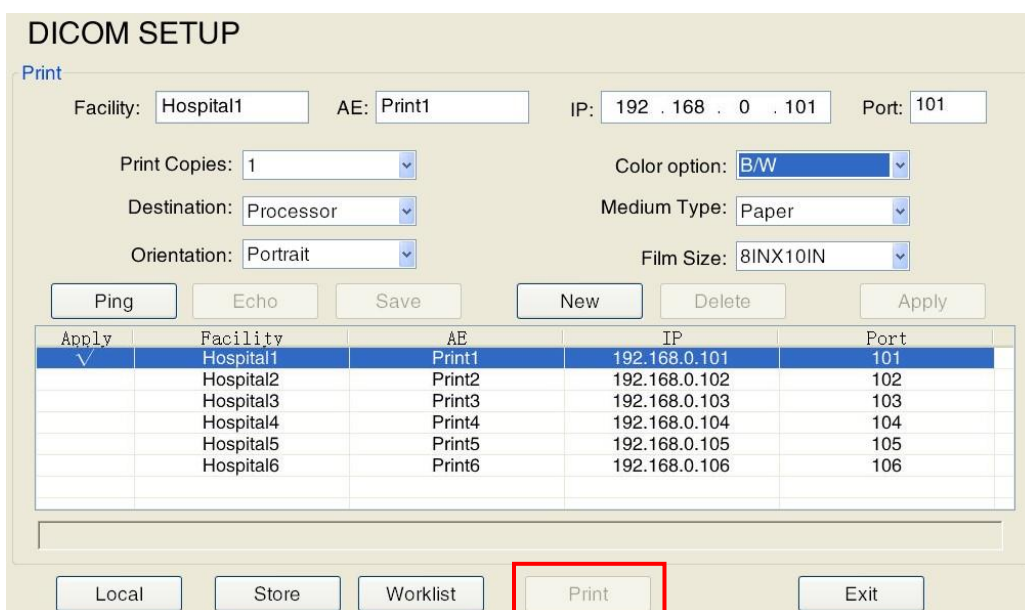 DICOM SETUP
Print
Facility: Hospital1 AE: Print1 IP: 192 . 168 . 0 . 101 Port: 101
Print Copies: 1 Color option: B/W
Destination: Processor Medium Type: Paper
Orientation: Portrait Film Size: 8INX10IN
Ping Echo Save New Delete Apply
Apply Facility AE IP Port
√ Hospital1 Print1 192.168.0.101 101
Hospital2 Print2 192.168.0.102 102
Hospital3 Print3 192.168.0.103 103
Hospital4 Print4 192.168.0.104 104
Hospital5 Print5 192.168.0.105 105
Hospital6 Print6 192.168.0.106 106
Local Store Worklist Print Exit